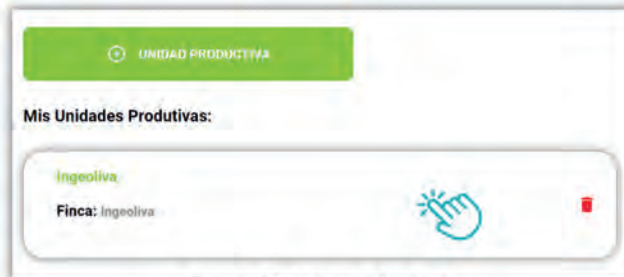 UNIDAD PRODUCTIVA
Mis Unidades Produtivas:
Ingeoliva
Finca: Ingeoliva